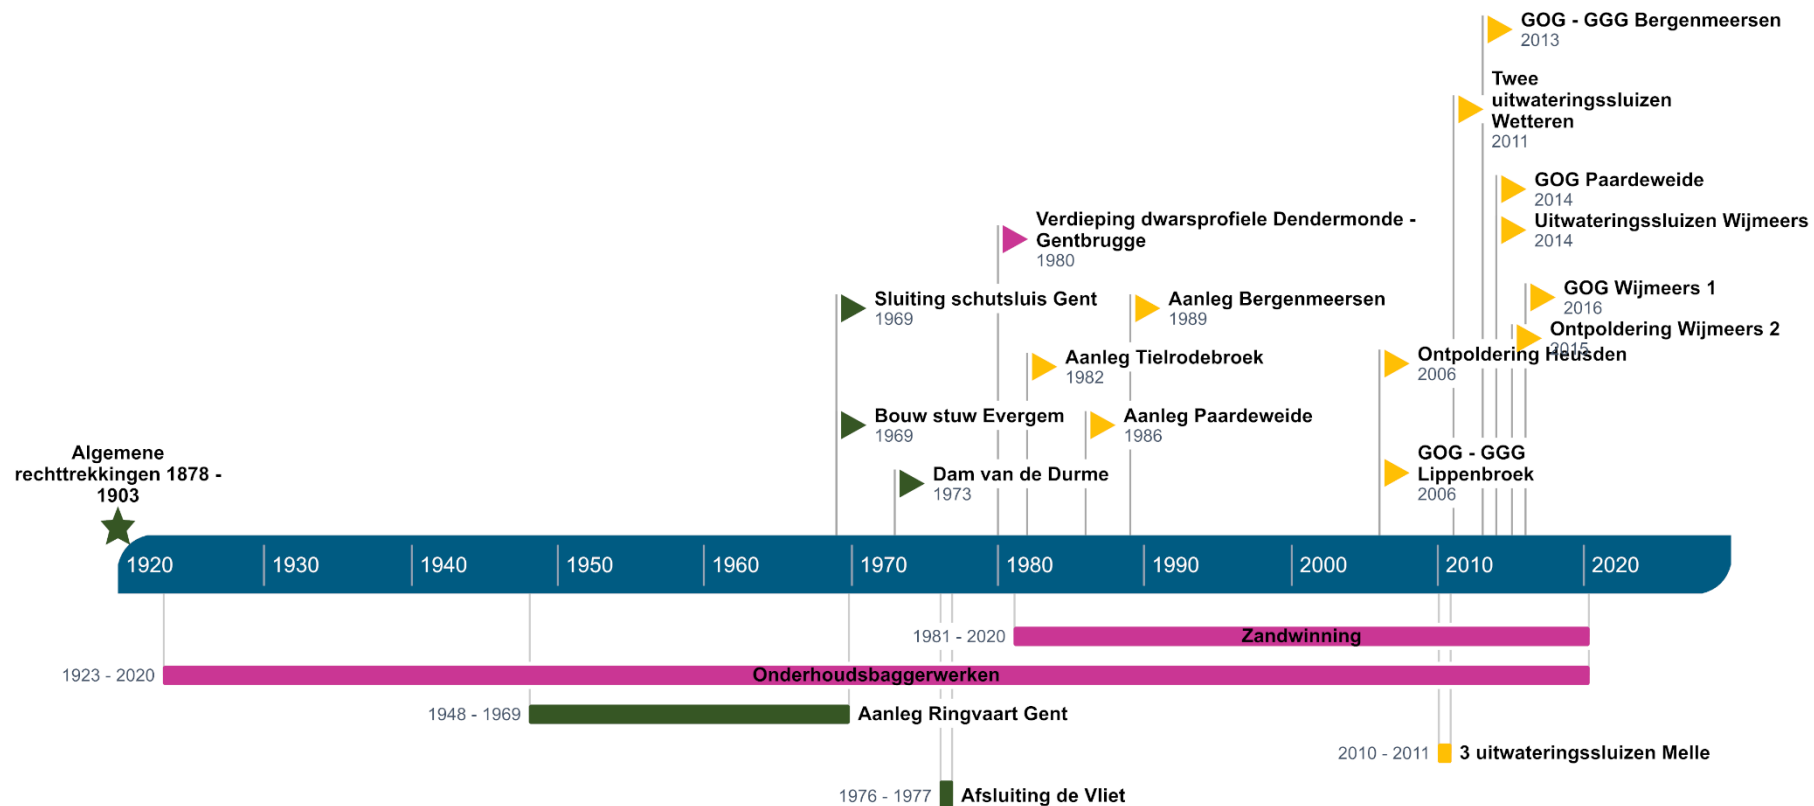 GOG - GGG Bergenmeersen
2013
Twee
uitwateringssluizen
Wetteren
2011
GOG Paardeweide
2014
Verdieping dwarsprofiele Dendermonde -
Gentbrugge
1980
Uitwateringssluizen Wijmeers
2014
Sluiting schutsluis Gent
1969
Aanleg Bergenmeersen
1989
GOG Wijmeers 1
2016
Ontpoldering Wijmeers 2
2015
Aanleg Tielrodebroek
1982
Ontpoldering Heusden
2006
Bouw stuw Evergem
1969
Aanleg Paardeweide
1986
Algemene
rechttrekkingen 1878 -
1903
Dam van de Durme
1973
GOG - GGG
Lippenbroek
2006
1920 1930 1940 1950 1960 1970 1980 1990 2000 2010 2020
1981 - 2020 Zandwinning
1923 - 2020 Onderhoudsbaggerwerken
1948 - 1969 Aanleg Ringvaart Gent
2010 - 2011 3 uitwateringssluizen Melle
1976 - 1977 Afsluiting de Vliet